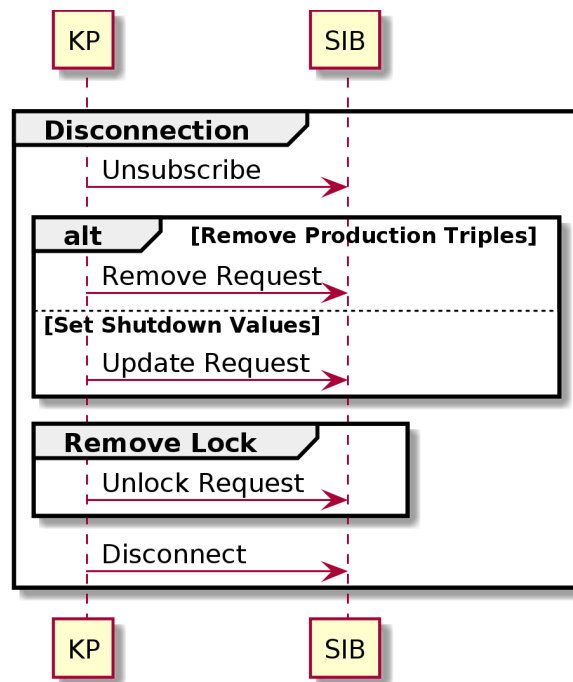 KP SIB
Disconnection
Unsubscribe
alt [Remove Production Triples]
Remove Request
[Set Shutdown Values]
Update Request
Remove Lock
Unlock Request
Disconnect
KP SIB